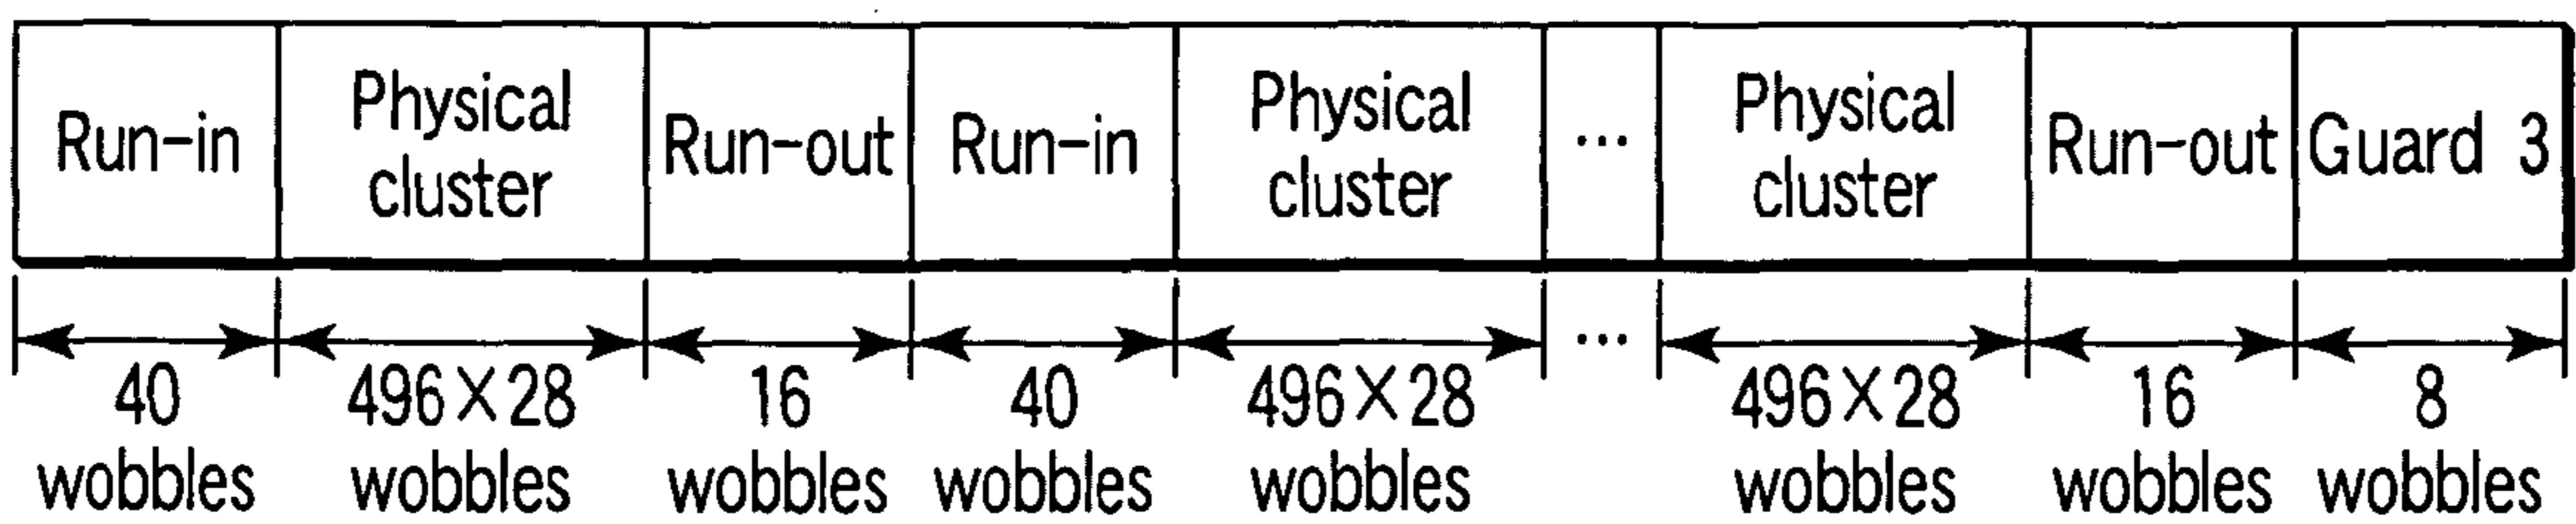 Run-in
Physical
cluster
Run-out
Run-in
Physical
cluster
...
Physical
cluster
Run-out
Guard 3
40
wobbles
496×28
wobbles
16
wobbles
40
wobbles
496×28
wobbles
...
496×28
wobbles
16
wobbles
8
wobbles